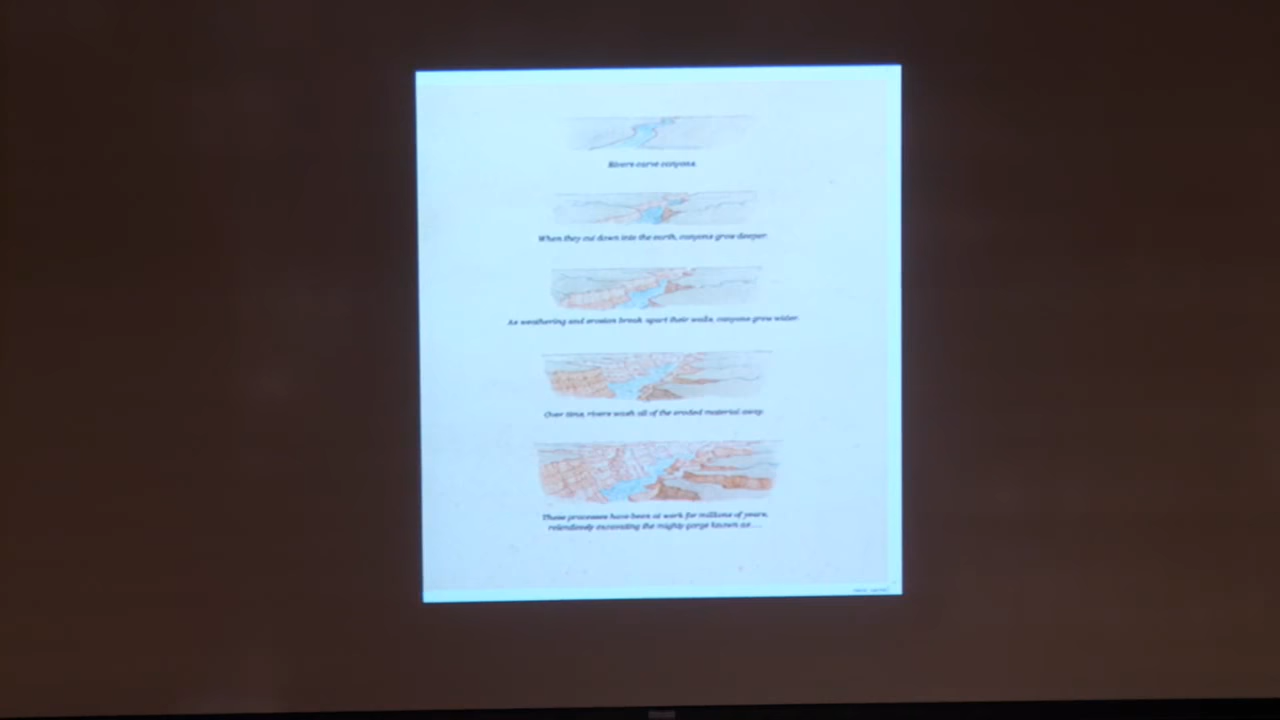 Rivers carve canyons.
When they cut down into the earth, canyons grow deeper.
As weathering and erosion break apart their walls, canyons grow wider.
Over time, rivers wash all of the eroded material away.
These processes have been at work for millions of years,
relentlessly excavating the mighty gorge known as . . .